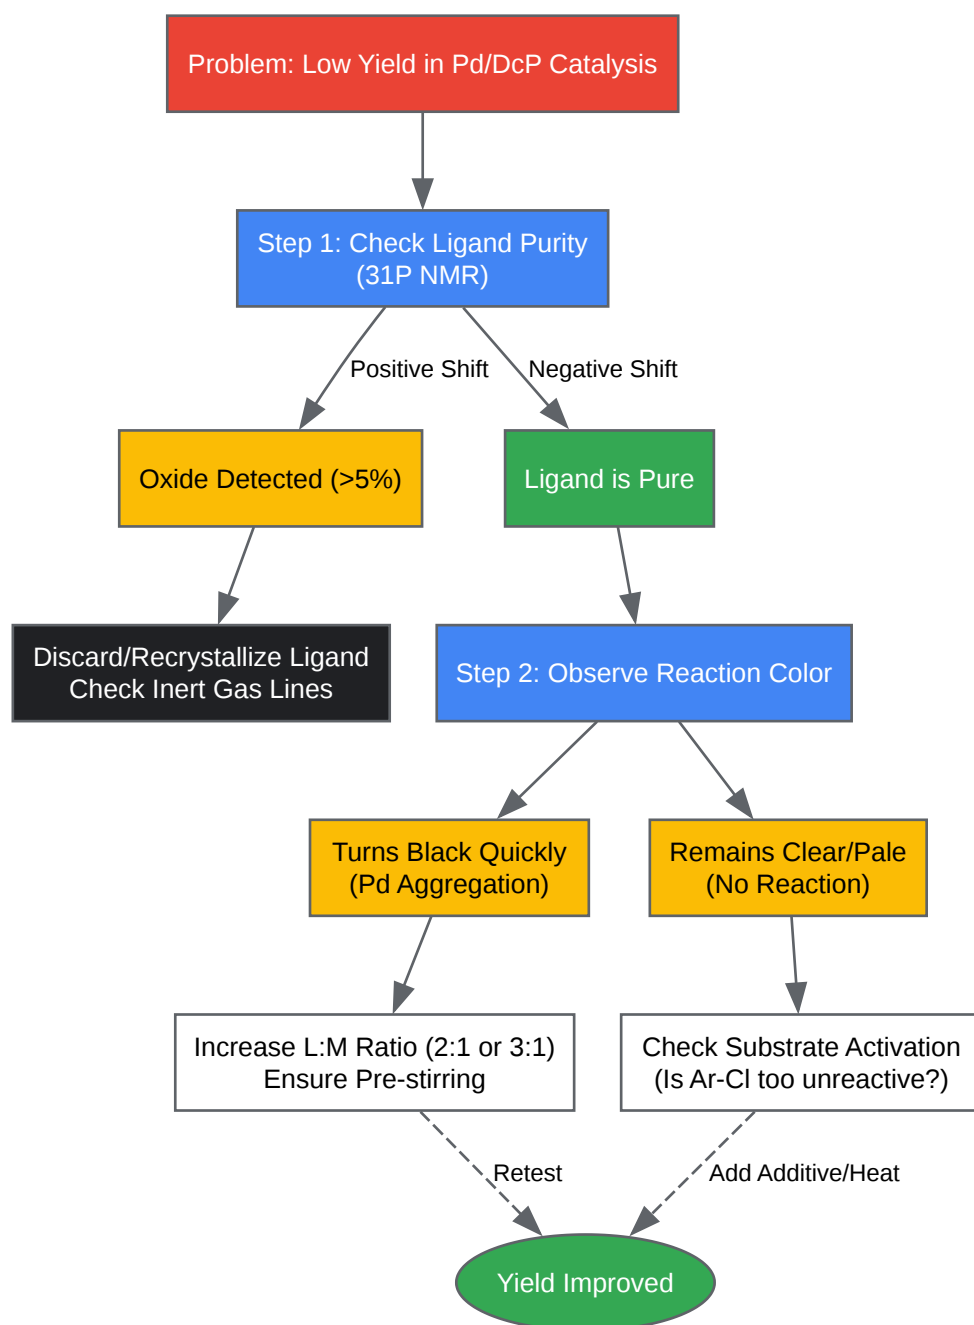 Problem: Low Yield in Pd/DcP Catalysis
Step 1: Check Ligand Purity
(31P NMR)
Positive Shift
Negative Shift
Oxide Detected (>5%)
Ligand is Pure
Discard/Recrystallize Ligand
Check Inert Gas Lines
Step 2: Observe Reaction Color
Turns Black Quickly
(Pd Aggregation)
Remains Clear/Pale
(No Reaction)
Increase L:M Ratio (2:1 or 3:1)
Ensure Pre-stirring
Check Substrate Activation
(Is Ar-Cl too unreactive?)
Retest
Add Additive/Heat
Yield Improved